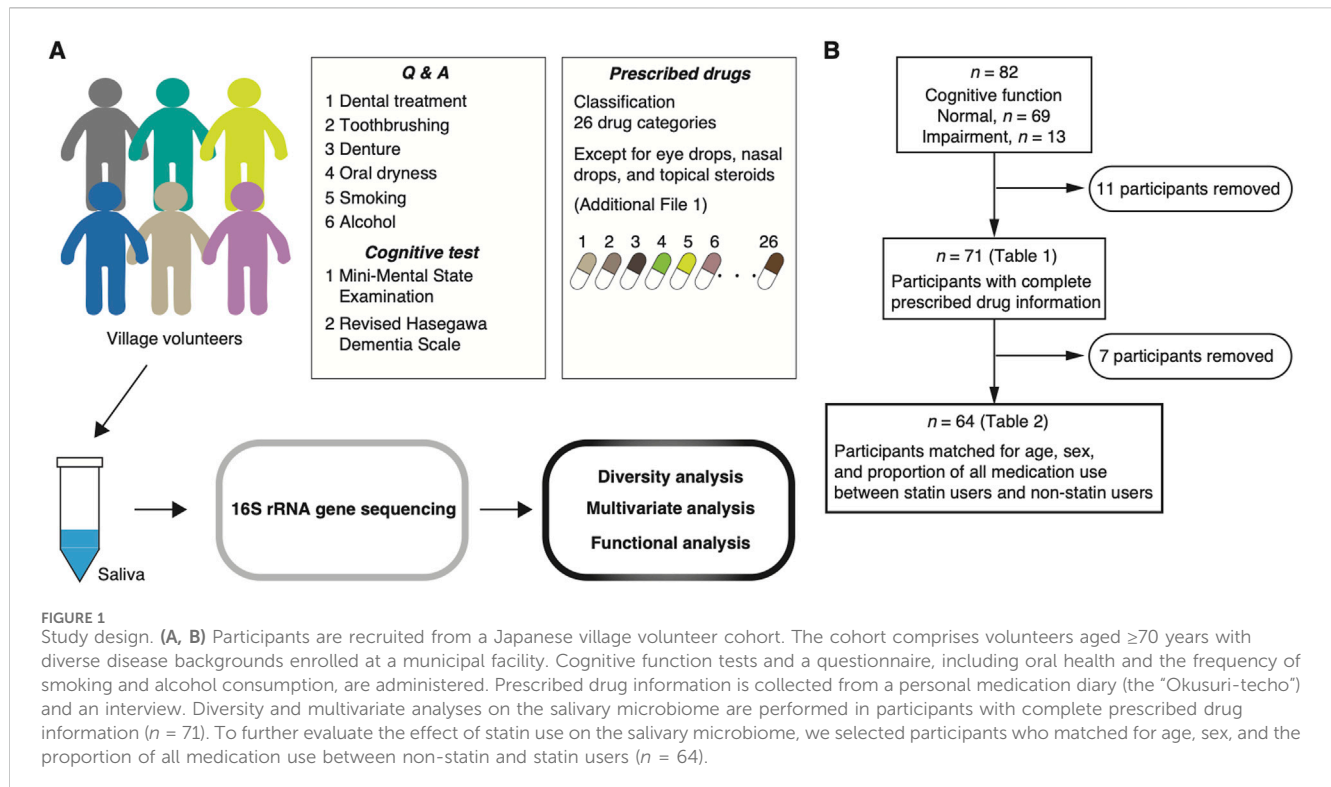 A
Village volunteers
Q & A
1 Dental treatment
2 Toothbrushing
3 Denture
4 Oral dryness
5 Smoking
6 Alcohol
Cognitive test
1 Mini-Mental State
Examination
2 Revised Hasegawa
Dementia Scale
Prescribed drugs
Classification
26 drug categories
Except for eye drops, nasal
drops, and topical steroids
(Additional File 1)
1 2 3 4 5 6 26
. . .
Saliva
16S rRNA gene sequencing
Diversity analysis
Multivariate analysis
Functional analysis
B
n = 82
Cognitive function
Normal, n = 69
Impairment, n = 13
11 participants removed
n = 71 (Table 1)
Participants with complete
prescribed drug information
7 participants removed
n = 64 (Table 2)
Participants matched for age, sex,
and proportion of all medication use
between statin users and non-statin users
FIGURE 1
Study design. (A, B) Participants are recruited from a Japanese village volunteer cohort. The cohort comprises volunteers aged ≥70 years with
diverse disease backgrounds enrolled at a municipal facility. Cognitive function tests and a questionnaire, including oral health and the frequency of
smoking and alcohol consumption, are administered. Prescribed drug information is collected from a personal medication diary (the “Okusuri-techo”)
and an interview. Diversity and multivariate analyses on the salivary microbiome are performed in participants with complete prescribed drug
information (n = 71). To further evaluate the effect of statin use on the salivary microbiome, we selected participants who matched for age, sex, and the
proportion of all medication use between non-statin and statin users (n = 64).